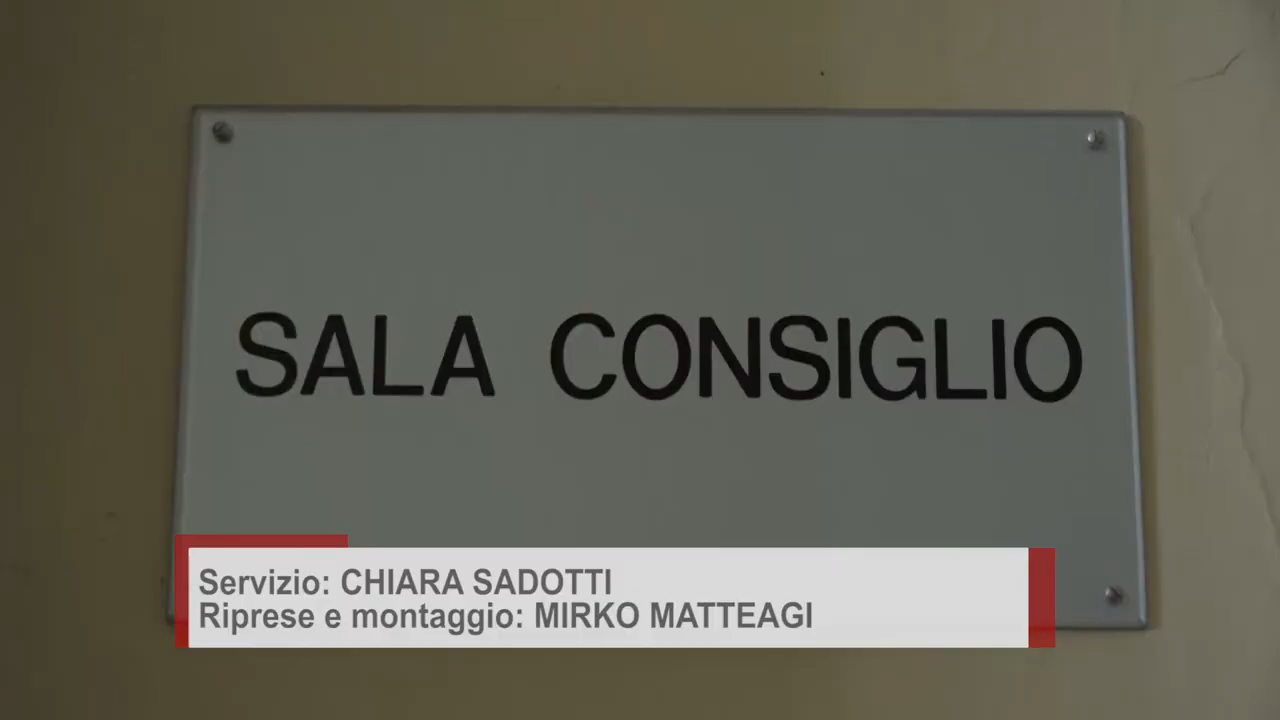 SALA CONSIGLIO
Servizio: CHIARA SADOTTI
Riprese e montaggio: MIRKO MATTEAGI